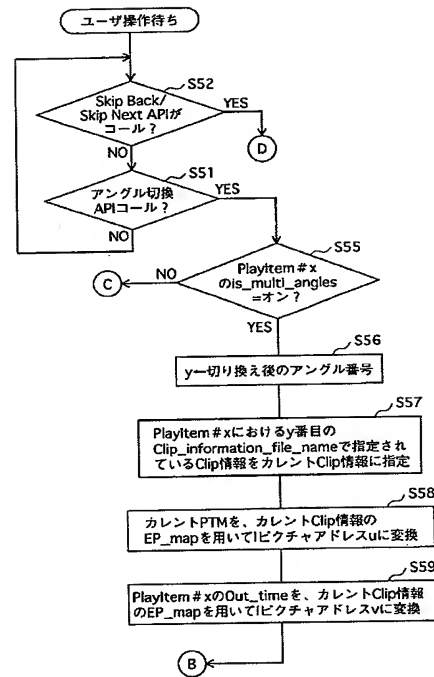 ユーザ操作待ち
S52
Skip Back/
Skip Next APIが
コール？
YES
D
NO
S51
アングル切換
APIコール？
YES
NO
S55
PlayItem＃x
のis_multi_angles
=オン？
NO
C
YES
S56
y←切り換え後のアングル番号
S57
PlayItem＃xにおけるy番目の
Clip_information_file_nameで指定され
ているClip情報をカレントClip情報に指定
S58
カレントPTMを、カレントClip情報の
EP_mapを用いてIピクチャアドレスuに変換
S59
PlayItem＃xのOut_timeを、カレントClip情報
のEP_mapを用いてIピクチャアドレスvに変換
B